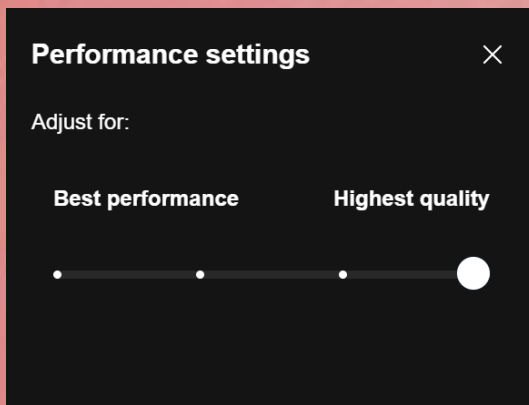 Performance settings
Adjust for:
Best performance Highest quality